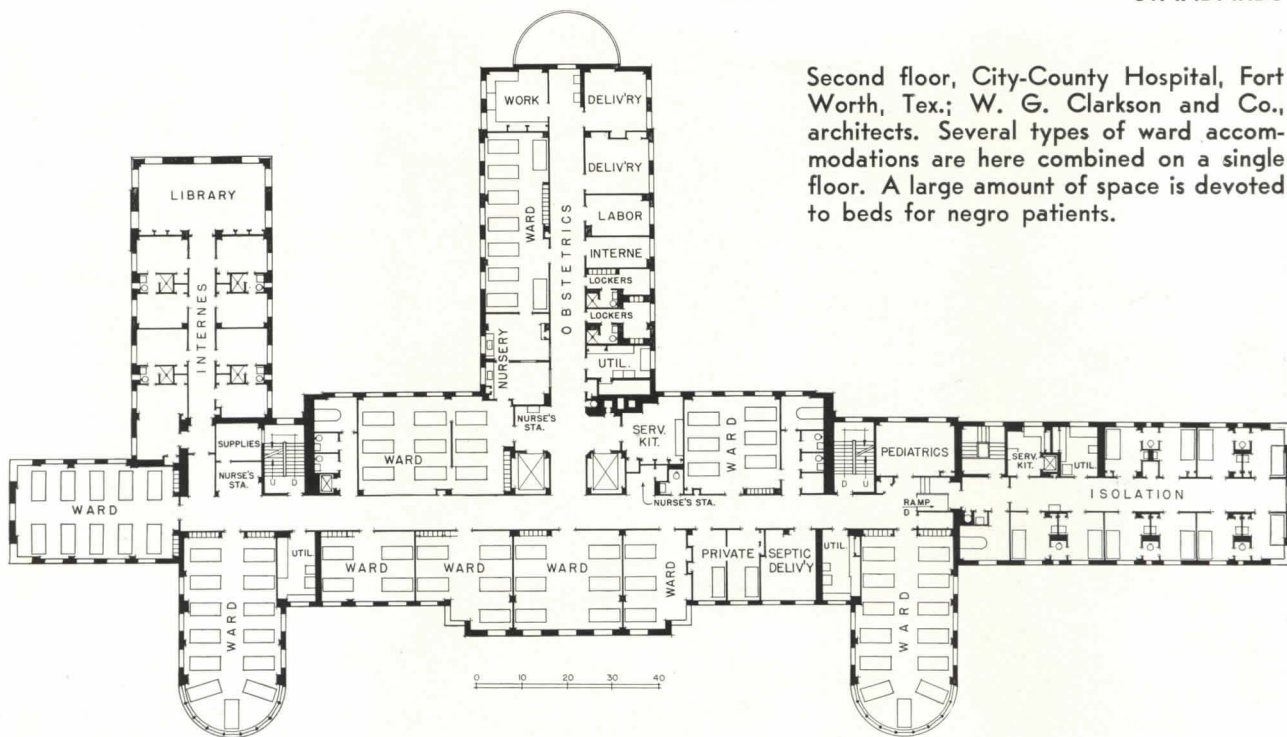 Second floor, City-County Hospital, Fort
Worth, Tex.; W. G. Clarkson and Co.,
architects. Several types of ward accom-
modations are here combined on a single
floor. A large amount of space is devoted
to beds for negro patients.
WORK
DELIV'RY
DELIV'RY
LIBRARY
WARD
LABOR
OBSTETRICS
INTERNE
LOCKERS
LOCKERS
INTERNES
NURSERY
UTIL.
SUPPLIES
NURSE'S
STA.
WARD
NURSE'S
STA.
SERV.
KIT.
WARD
PEDIATRICS
SERV.
KIT.
UTIL.
U
D
U
WARD
NURSE'S STA.
RAMP
D
ISOLATION
WARD
UTIL.
WARD
WARD
WARD
WARD
PRIVATE
SEPTIC
DELIV'Y
UTIL.
WARD
0 10 20 30 40